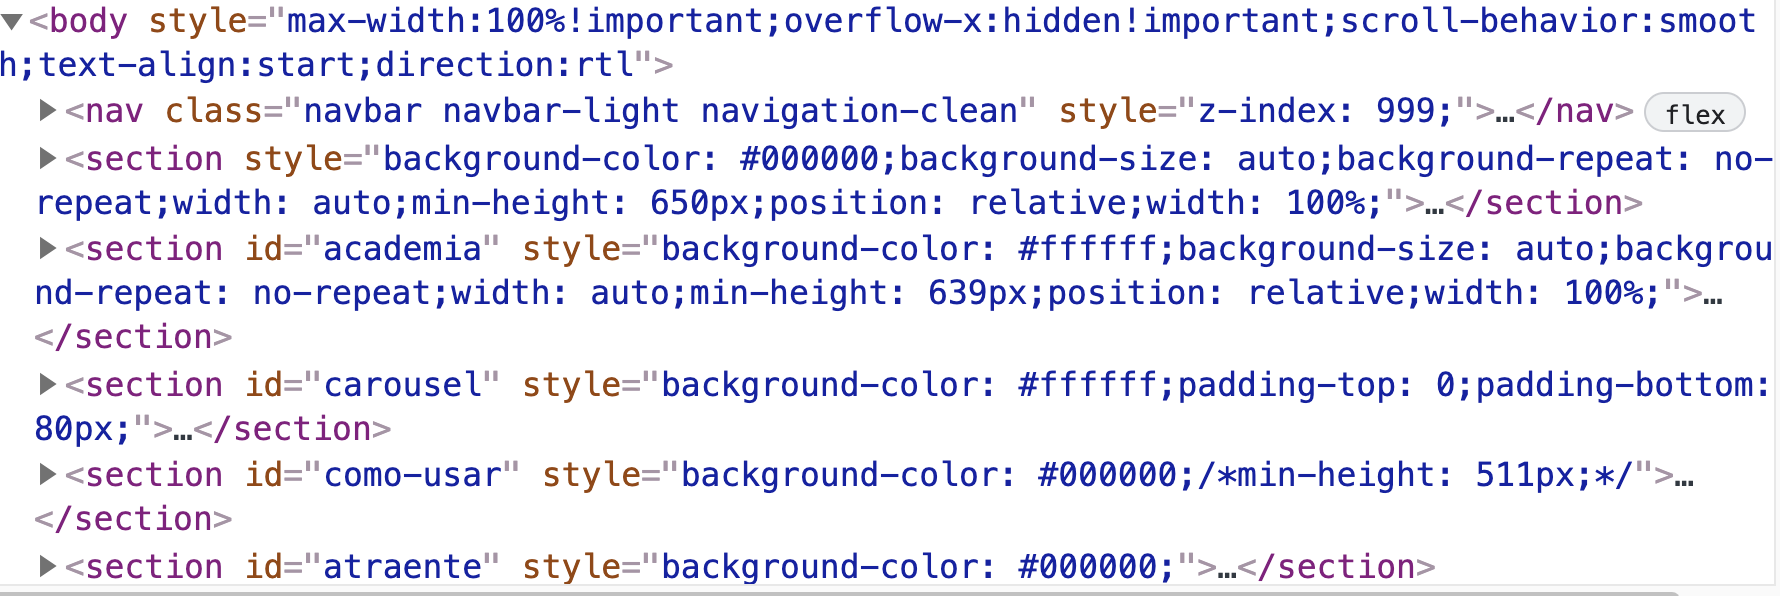 ▼<body style="max-width:100%!important;overflow-x:hidden!important;scroll-behavior:smoot
h;text-align:start;direction:rtl">
▶<nav class="navbar navbar-light navigation-clean" style="z-index: 999;">…</nav> flex
▶<section style="background-color: #000000;background-size: auto;background-repeat: no-
repeat;width: auto;min-height: 650px;position: relative;width: 100%;">…</section>
▶<section id="academia" style="background-color: #ffffff;background-size: auto;backgrou
nd-repeat: no-repeat;width: auto;min-height: 639px;position: relative;width: 100%;">…
</section>
▶<section id="carousel" style="background-color: #ffffff;padding-top: 0;padding-bottom:
80px;">…</section>
▶<section id="como-usar" style="background-color: #000000;/*min-height: 511px;*/">…
</section>
▶<section id="atraente" style="background-color: #000000;">…</section>